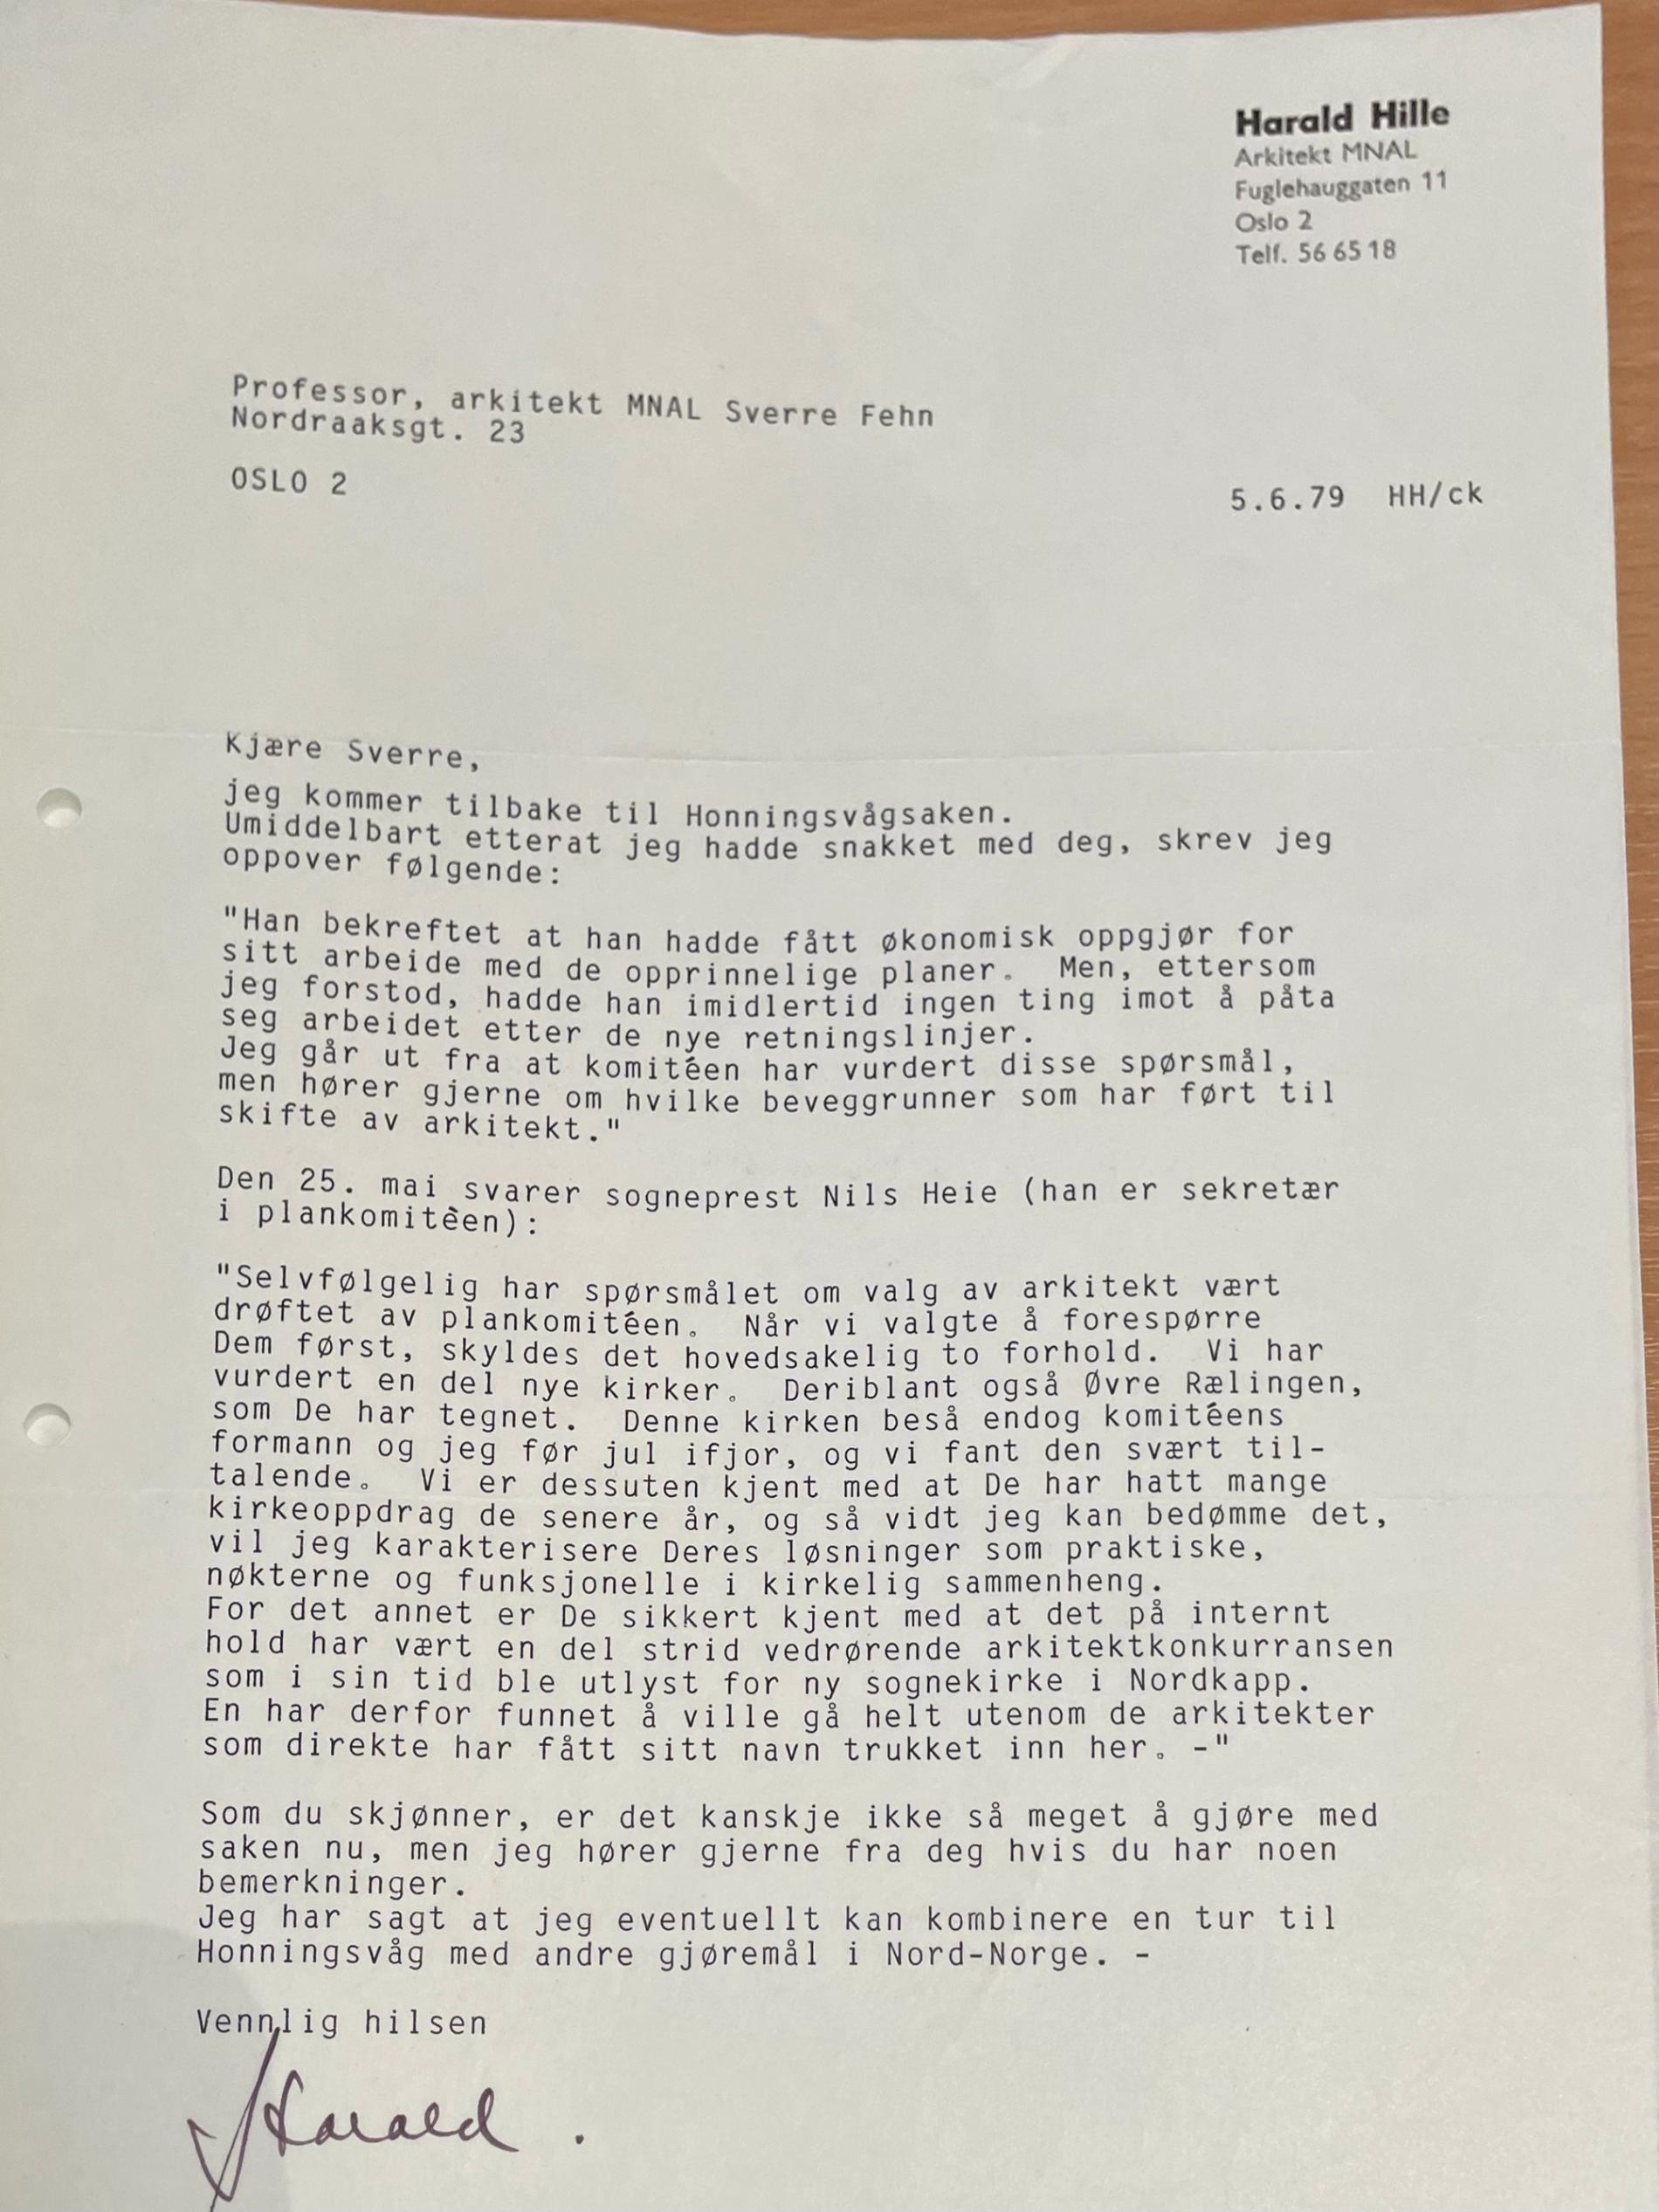 Harald Hille
Arkitekt MNAL
Fuglehauggaten 11
Oslo 2
Telf. 56 65 18
Professor, arkitekt MNAL Sverre Fehn
Nordraaksgt. 23
OSLO 2
5.6.79 HH/ck
Kjære Sverre,
jeg kommer tilbake til Honningsvågsaken.
Umiddelbart etterat jeg hadde snakket med deg, skrev jeg
oppover følgende:
"Han bekreftet at han hadde fått økonomisk oppgjør for
sitt arbeide med de opprinnelige planer. Men, ettersom
jeg forstod, hadde han imidlertid ingen ting imot å påta
seg arbeidet etter de nye retningslinjer.
Jeg går ut fra at komitéen har vurdert disse spørsmål,
men hører gjerne om hvilke beveggrunner som har ført til
skifte av arkitekt."
Den 25. mai svarer sogneprest Nils Heie (han er sekretær
i plankomitèen):
"Selvfølgelig har spørsmålet om valg av arkitekt vært
drøftet av plankomitéen. Når vi valgte å forespørre
Dem først, skyldes det hovedsakelig to forhold. Vi har
vurdert en del nye kirker. Deriblant også Øvre Rælingen,
som De har tegnet. Denne kirken beså endog komitéens
formann og jeg før jul ifjor, og vi fant den svært til-
talende. Vi er dessuten kjent med at De har hatt mange
kirkeoppdrag de senere år, og så vidt jeg kan bedømme det,
vil jeg karakterisere Deres løsninger som praktiske,
nøkterne og funksjonelle i kirkelig sammenheng.
For det annet er De sikkert kjent med at det på internt
hold har vært en del strid vedrørende arkitektkonkurransen
som i sin tid ble utlyst for ny sognekirke i Nordkapp.
En har derfor funnet å ville gå helt utenom de arkitekter
som direkte har fått sitt navn trukket inn her. -"
Som du skjønner, er det kanskje ikke så meget å gjøre med
saken nu, men jeg hører gjerne fra deg hvis du har noen
bemerkninger.
Jeg har sagt at jeg eventuellt kan kombinere en tur til
Honningsvåg med andre gjøremål i Nord-Norge. -
Vennlig hilsen
Harald.